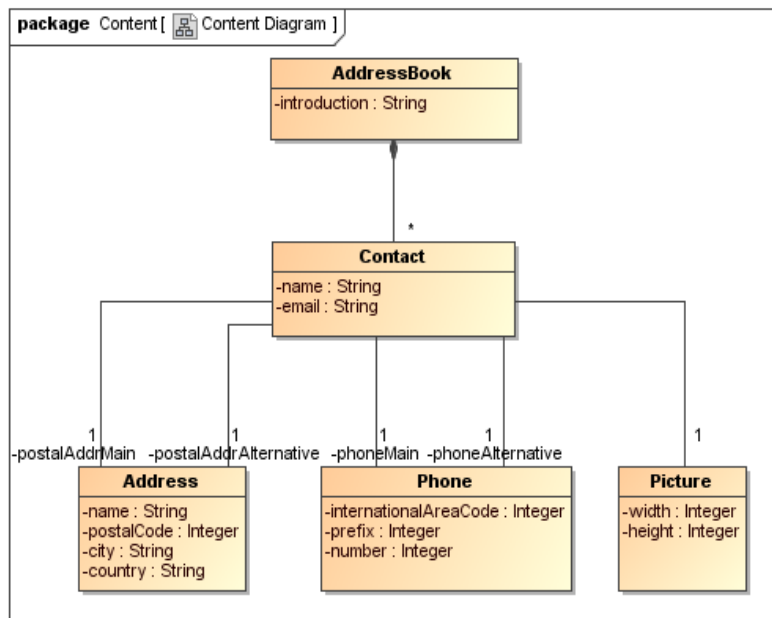 package Content [ Content Diagram ]
AddressBook
-introduction : String
*
Contact
-name : String
-email : String
1 1 1 1 1
-postalAddrMain -postalAddrAlternative -phoneMain -phoneAlternative
Address
-name : String
-postalCode : Integer
-city : String
-country : String
Phone
-internationalAreaCode : Integer
-prefix : Integer
-number : Integer
Picture
-width : Integer
-height : Integer